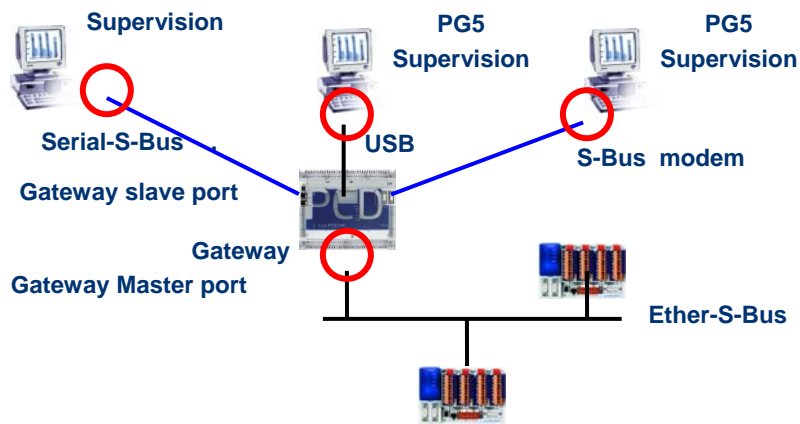 Supervision
PG5
Supervision
PG5
Supervision
Serial-S-Bus .
USB
S-Bus modem
Gateway slave port
PCD
Gateway
Gateway Master port
Ether-S-Bus